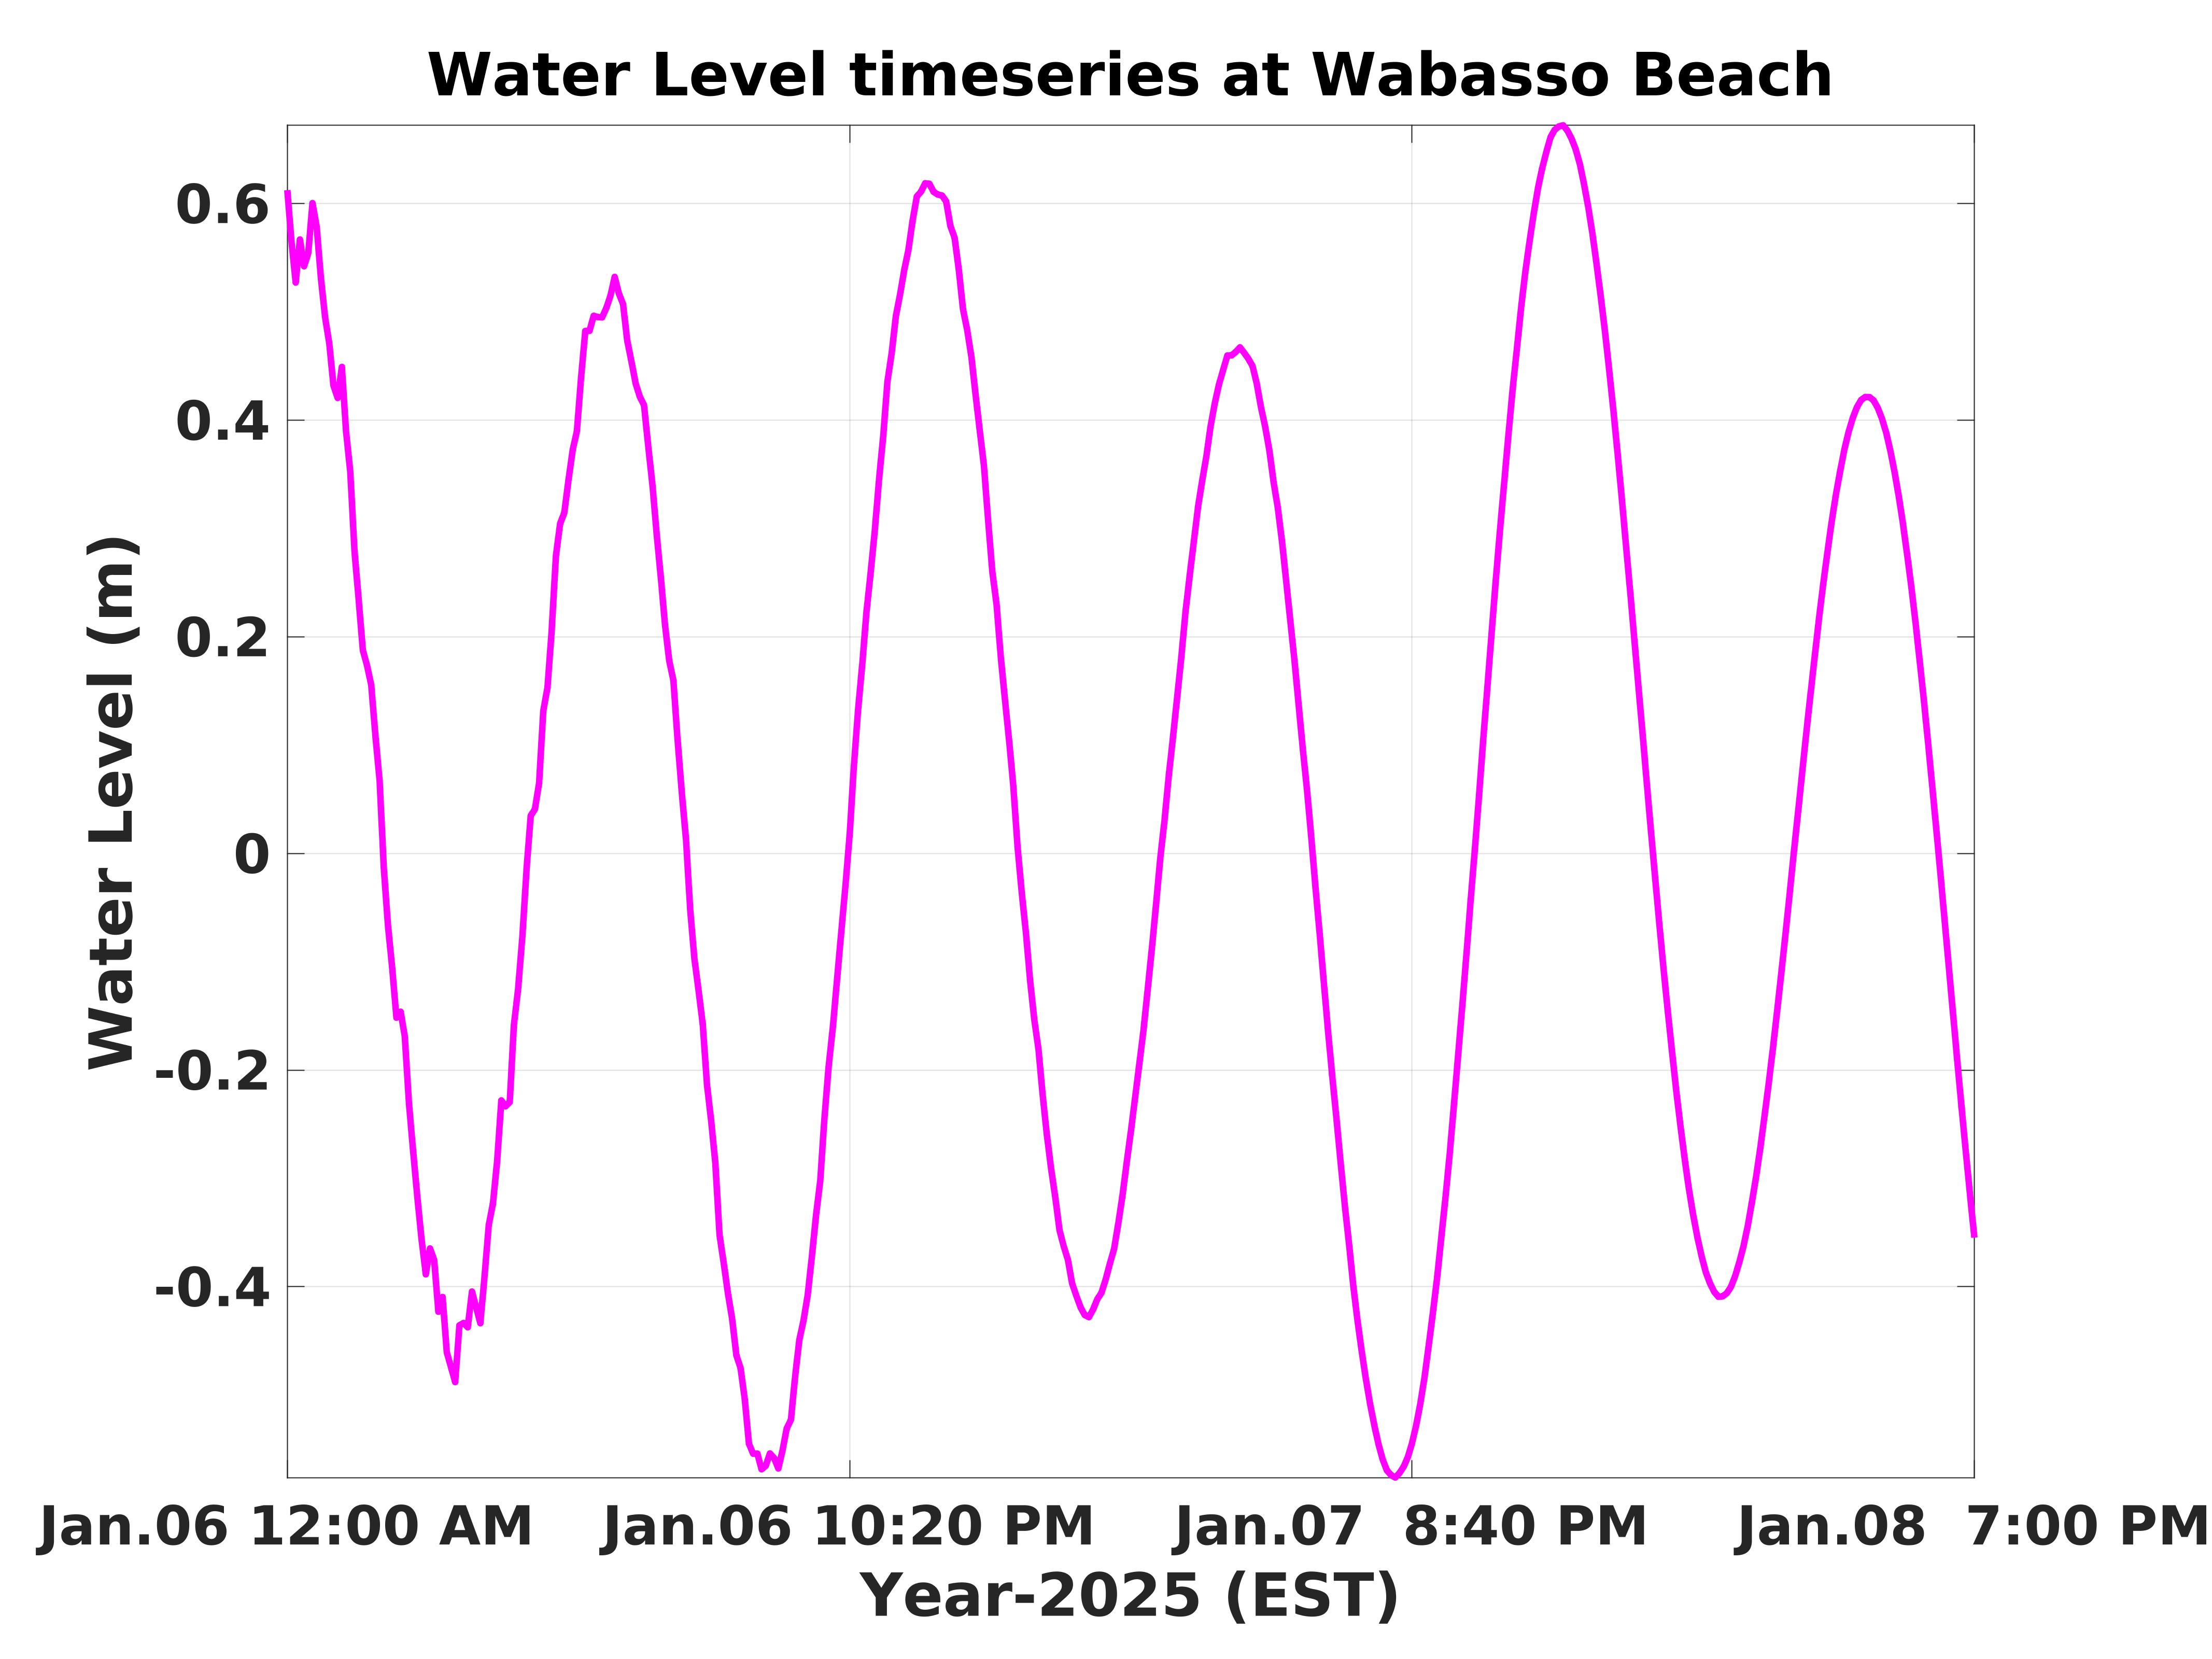 Water Level timeseries at Wabasso Beach
Water Level (m)
0.6
0.4
0.2
0
-0.2
-0.4
Jan.06 12:00 AM Jan.06 10:20 PM Jan.07 8:40 PM Jan.08 7:00 PM
Year-2025 (EST)